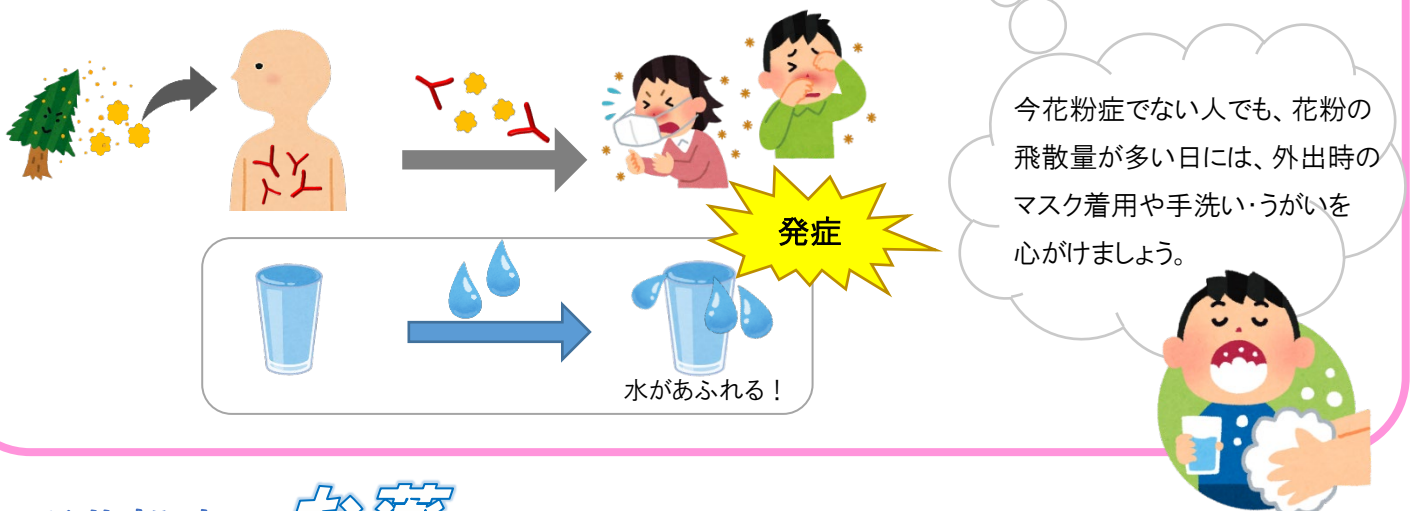 今花粉症でない人でも、花粉の
飛散量が多い日には、外出時の
マスク着用や手洗い・うがいを
心がけましょう。
発症
水があふれる！